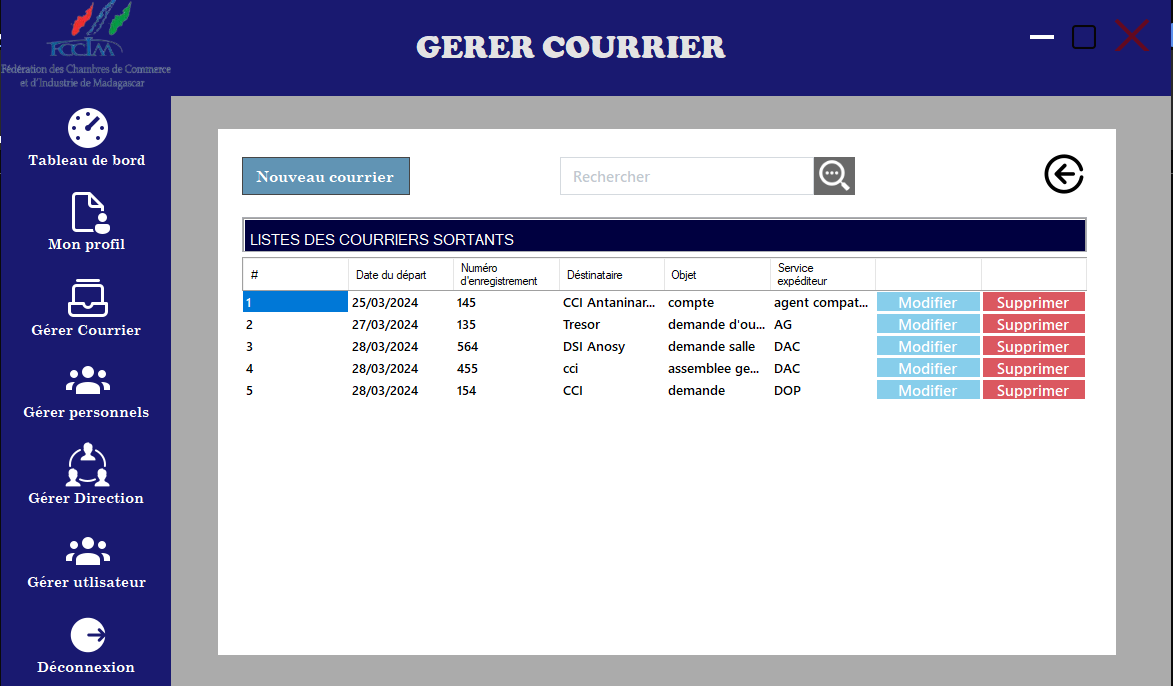 FCCIM
Fédération des Chambres de Commerce
et d'Industrie de Madagascar
GERER COURRIER
Tableau de bord
Mon profil
Gérer Courrier
Gérer personnels
Gérer Direction
Gérer utlisateur
Déconnexion
Nouveau courrier
Rechercher
LISTES DES COURRIERS SORTANTS
# Date du départ Numéro d'enregistrement Déstinataire Objet Service expéditeur
1 25/03/2024 145 CCI Antaninar... compte agent compat... Modifier Supprimer
2 27/03/2024 135 Tresor demande d'ou... AG Modifier Supprimer
3 28/03/2024 564 DSI Anosy demande salle DAC Modifier Supprimer
4 28/03/2024 455 cci assemblee ge... DAC Modifier Supprimer
5 28/03/2024 154 CCI demande DOP Modifier Supprimer